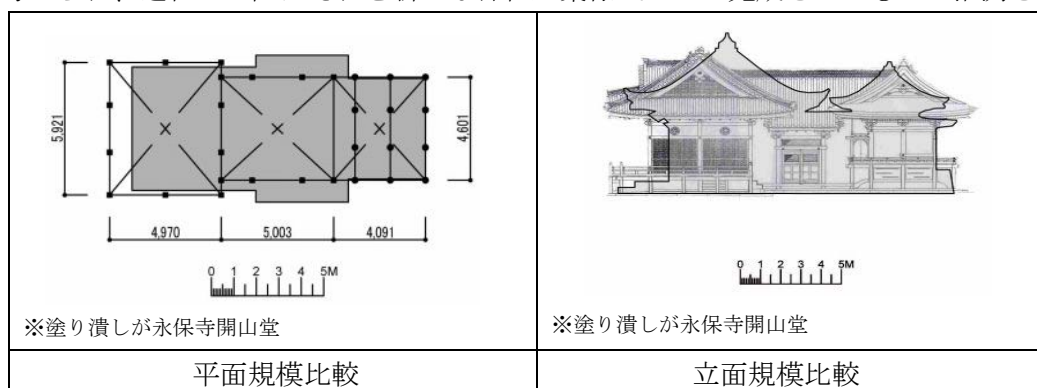 5,921
4,601
4,970
5,003
4,091
0 1 2 3 4 5M
※塗り潰しが永保寺開山堂
平面規模比較
0 1 2 3 4 5M
※塗り潰しが永保寺開山堂
立面規模比較